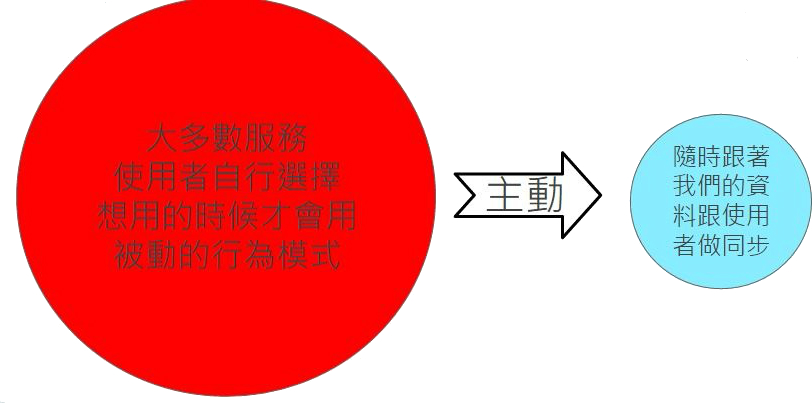 大多數服務
使用者自行選擇
想用的時候才會用
被動的行為模式
主動
隨時跟著
我們的資
料跟使用
者做同步